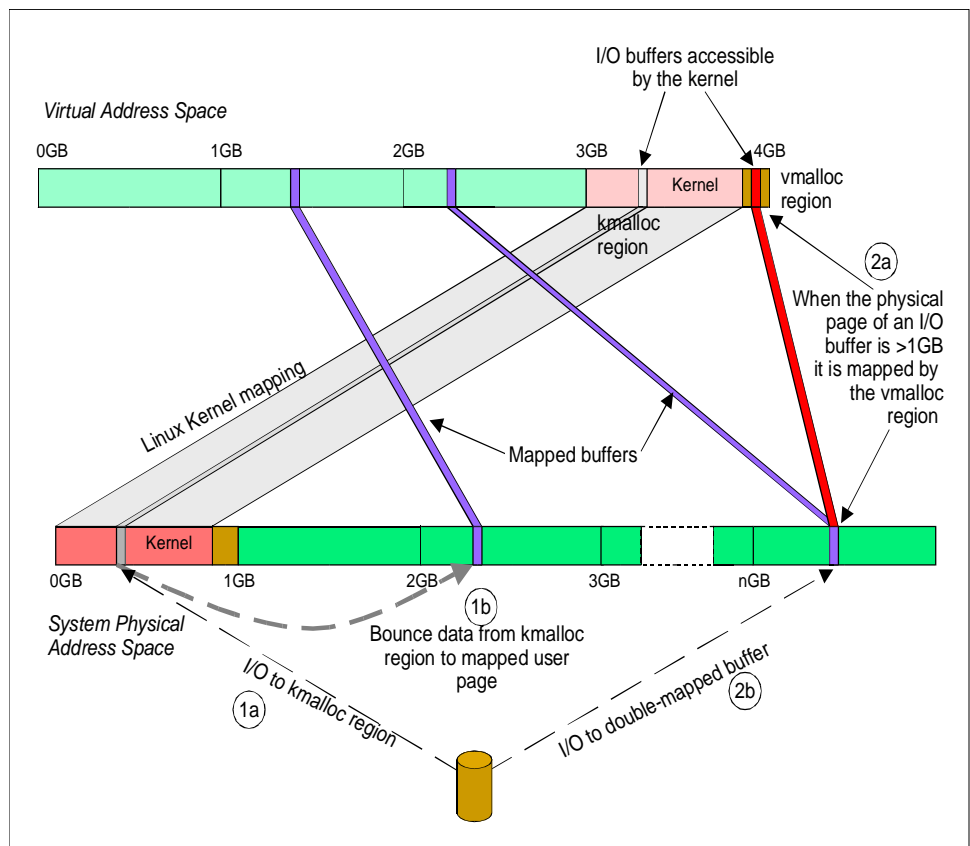 I/O buffers accessible
by the kernel
Virtual Address Space
0GB 1GB 2GB 3GB 4GB
Kernel
vmalloc
region
kmalloc
region
2a
When the physical
page of an I/O
buffer is >1GB
it is mapped by
the vmalloc
region
Linux Kernel mapping
Mapped buffers
Kernel
0GB 1GB 2GB 3GB nGB
System Physical
Address Space
1b
Bounce data from kmalloc
region to mapped user
page
I/O to kmalloc region
1a
I/O to double-mapped buffer
2b